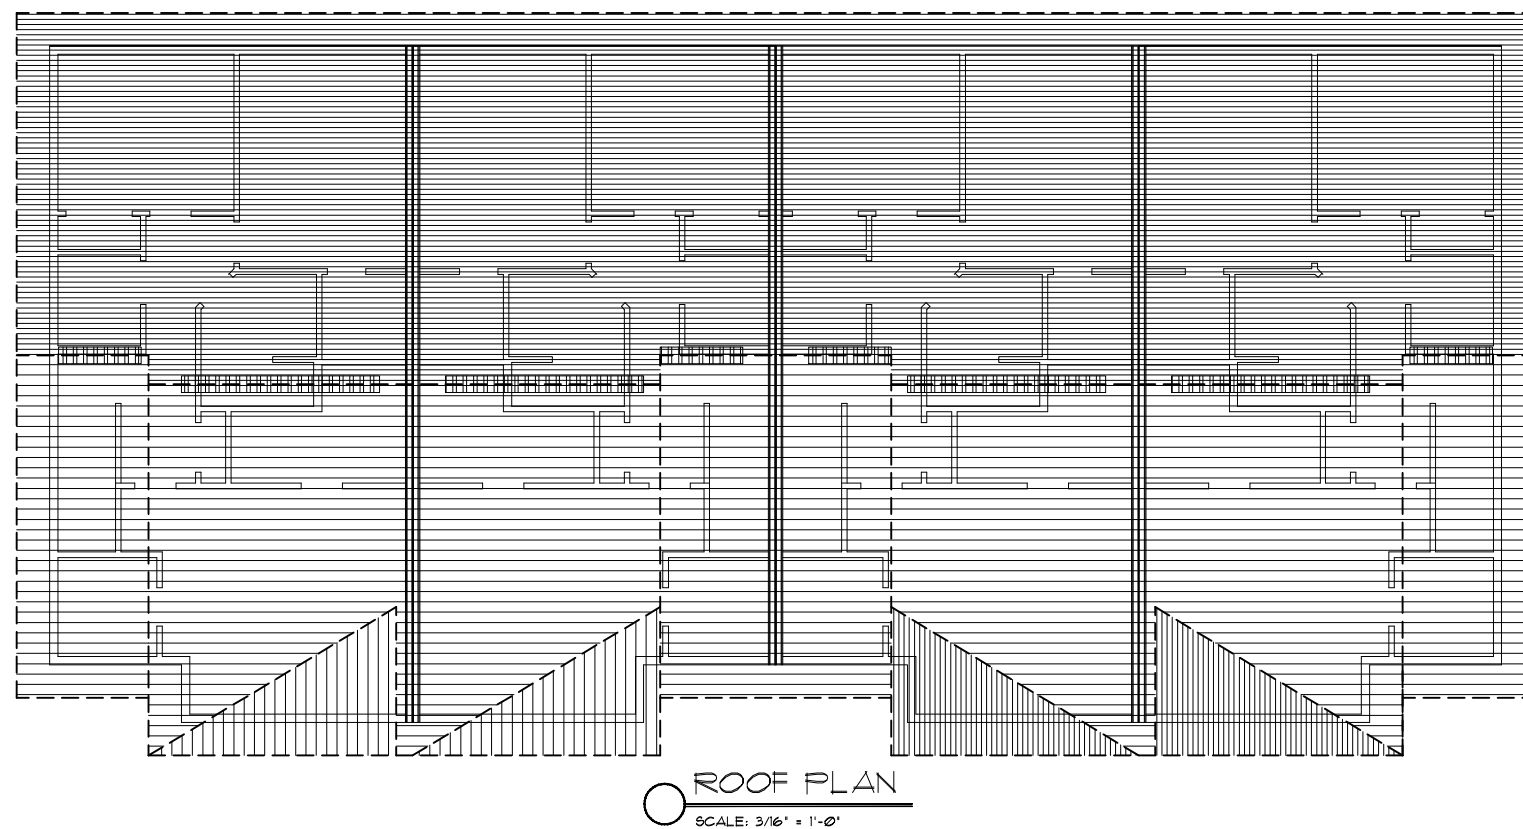 ROOF PLAN
SCALE: 3/16" = 1'-0"